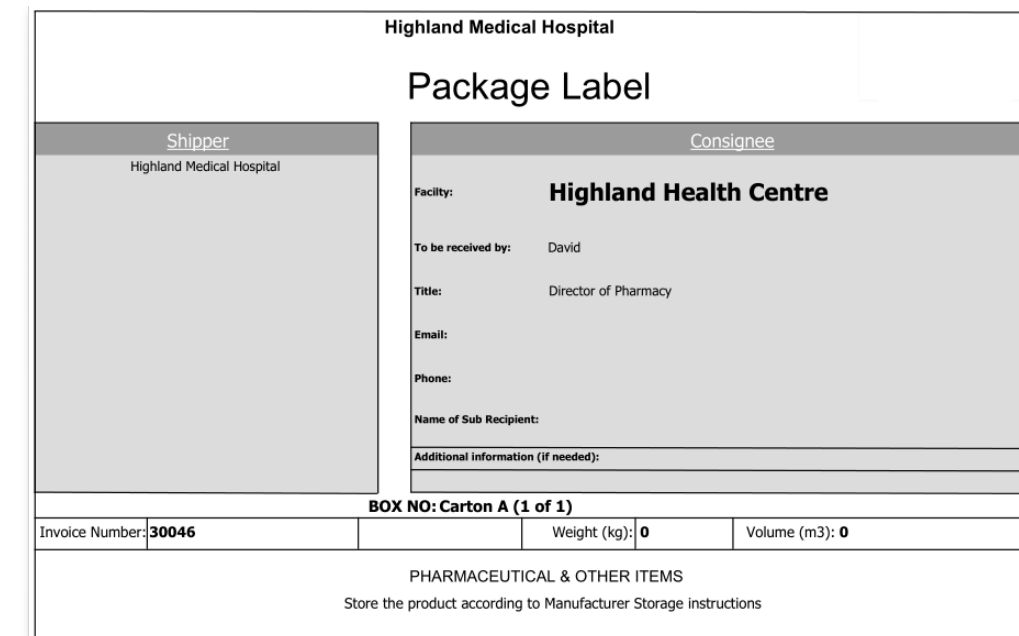 Highland Medical Hospital
Package Label
Shipper
Highland Medical Hospital
Consignee
Facilty: Highland Health Centre
To be received by: David
Title: Director of Pharmacy
Email:
Phone:
Name of Sub Recipient:
Additional information (if needed):
BOX NO: Carton A (1 of 1)
Invoice Number: 30046 Weight (kg): 0 Volume (m3): 0
PHARMACEUTICAL & OTHER ITEMS
Store the product according to Manufacturer Storage instructions